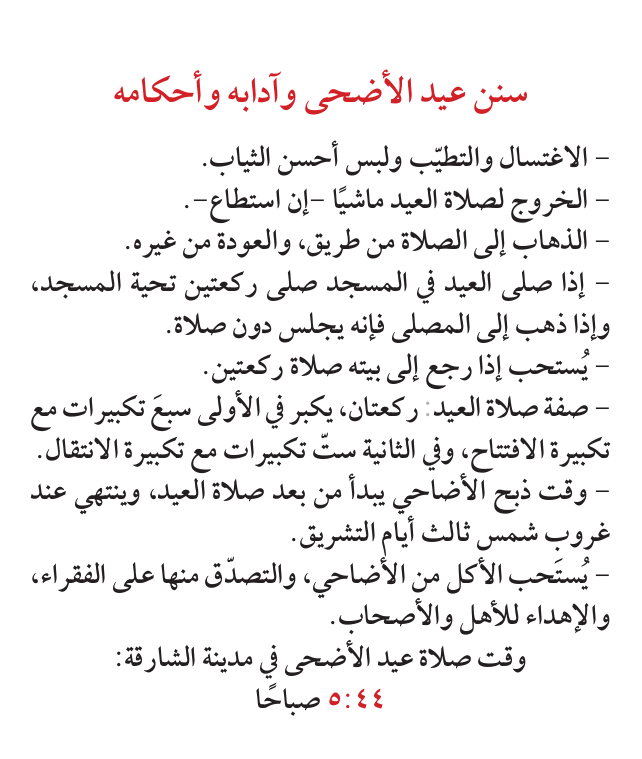 سنن عيد الأضحى وآدابه وأحكامه
– الاغتسال والتطيّب ولبس أحسن الثياب.
– الخروج لصلاة العيد ماشيًا –إن استطاع–.
– الذهاب إلى الصلاة من طريق، والعودة من غيره.
– إذا صلى العيد في المسجد صلى ركعتين تحية المسجد،
وإذا ذهب إلى المصلى فإنه يجلس دون صلاة.
– يُستحب إذا رجع إلى بيته صلاة ركعتين.
– صفة صلاة العيد: ركعتان، يكبر في الأولى سبعَ تكبيرات مع
تكبيرة الافتتاح، وفي الثانية ستّ تكبيرات مع تكبيرة الانتقال.
– وقت ذبح الأضاحي يبدأ من بعد صلاة العيد، وينتهي عند
غروب شمس ثالث أيام التشريق.
– يُستَحب الأكل من الأضاحي، والتصدّق منها على الفقراء،
والإهداء للأهل والأصحاب.
وقت صلاة عيد الأضحى في مدينة الشارقة:
٥:٤٤ صباحًا